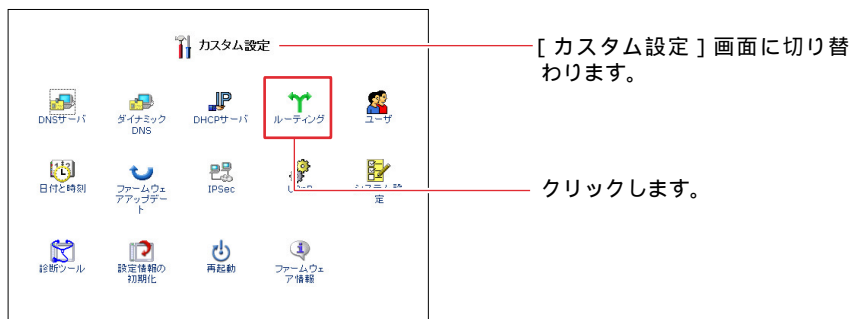 カスタム設定
[ カスタム設定 ] 画面に切り替
わります。
DNSサーバ
ダイナミック
DNS
DHCPサーバ
ルーティング
ユーザ
クリックします。
日付と時刻
ファームウェ
アアップデー
ト
IPSec
定
診断ツール
設定情報の
初期化
再起動
ファームウェ
ア情報